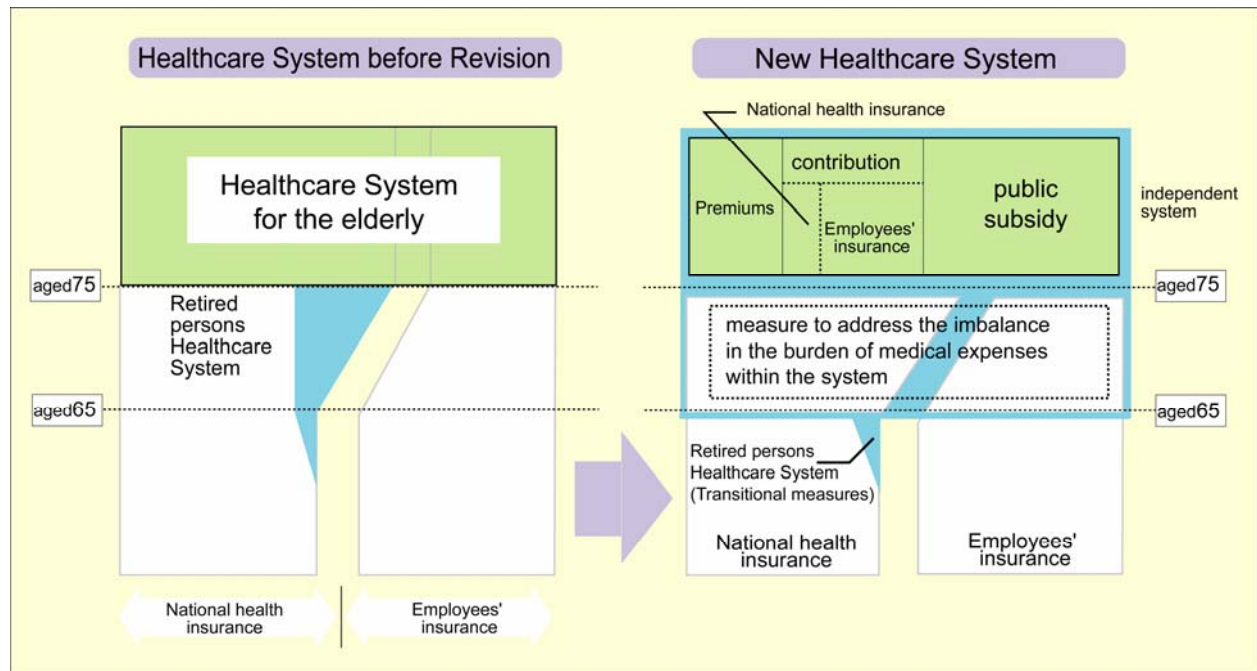 Healthcare System before Revision
Healthcare System
for the elderly
aged75
Retired
persons
Healthcare
System
aged65
National health
insurance
Employees'
insurance
New Healthcare System
National health insurance
contribution
Premiums
Employees'
insurance
public
subsidy
independent
system
aged75
measure to address the imbalance
in the burden of medical expenses
within the system
aged65
Retired persons
Healthcare System
(Transitional measures)
National health
insurance
Employees'
insurance